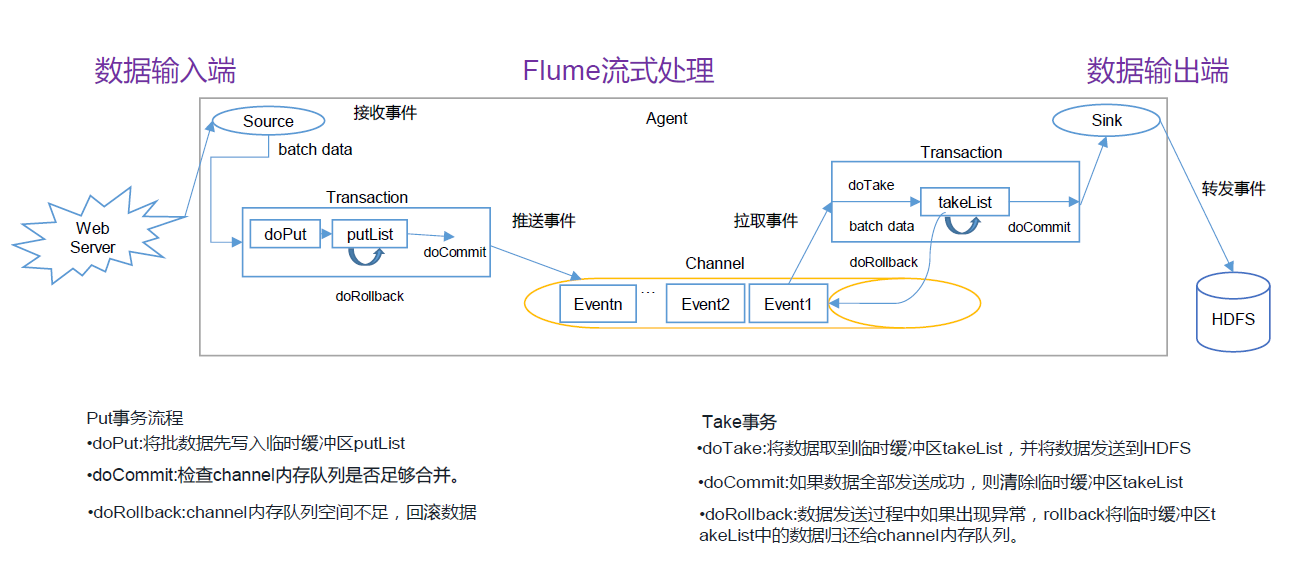 数据输入端
Flume流式处理
数据输出端
Source
接收事件
Agent
Sink
batch data
Transaction
Transaction
doTake
takeList
转发事件
Web
Server
doPut
putList
doCommit
推送事件
拉取事件
batch data
doCommit
doRollback
doRollback
Channel
Eventn
...
Event2
Event1
HDFS
Put事务流程
•doPut:将批数据先写入临时缓冲区putList
•doCommit:检查channel内存队列是否足够合并。
•doRollback:channel内存队列空间不足，回滚数据
Take事务
•doTake:将数据取到临时缓冲区takeList，并将数据发送到HDFS
•doCommit:如果数据全部发送成功，则清除临时缓冲区takeList
•doRollback:数据发送过程中如果出现异常，rollback将临时缓冲区t
akeList中的数据归还给channel内存队列。